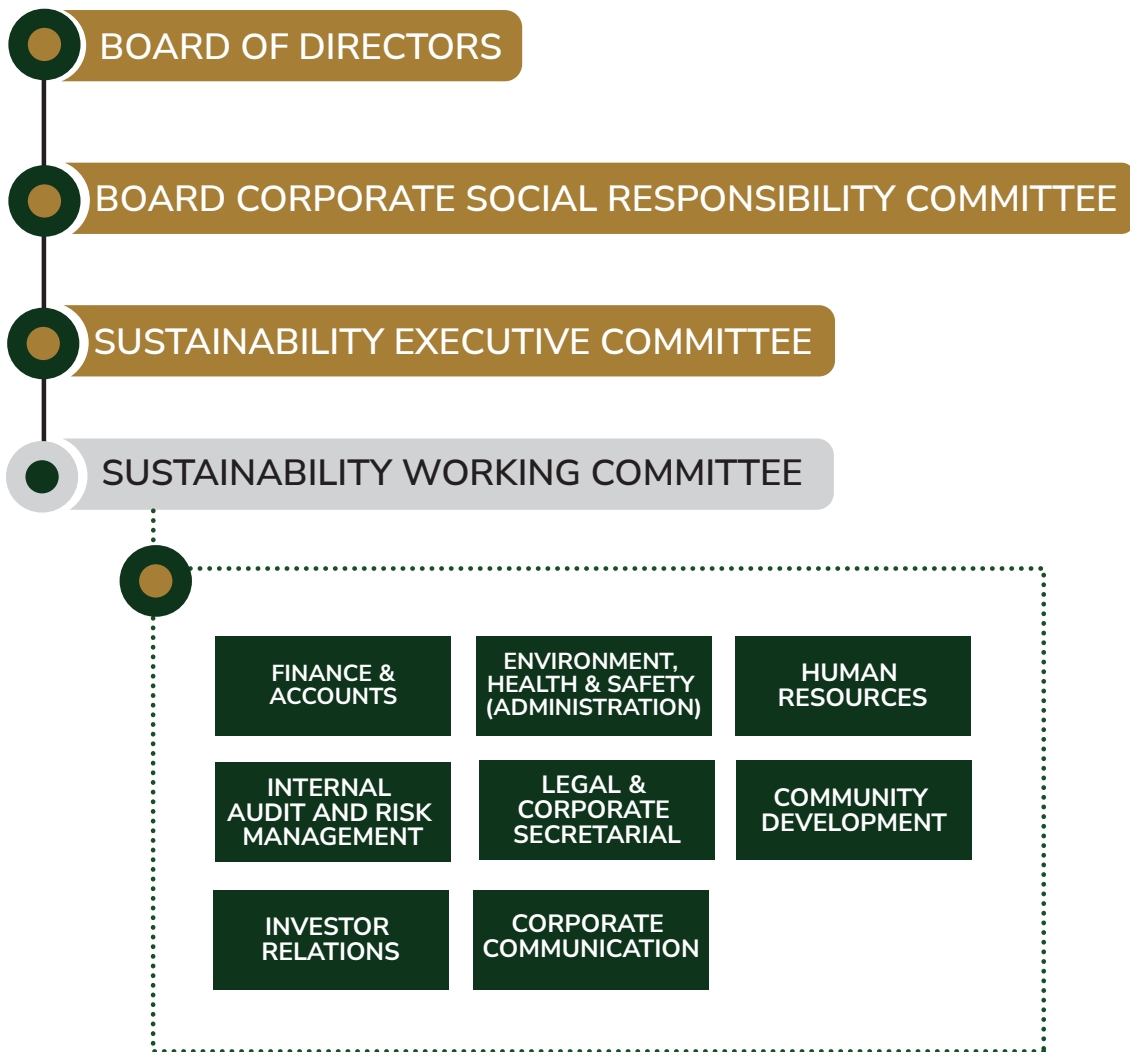 BOARD OF DIRECTORS
BOARD CORPORATE SOCIAL RESPONSIBILITY COMMITTEE
SUSTAINABILITY EXECUTIVE COMMITTEE
SUSTAINABILITY WORKING COMMITTEE
FINANCE &
ACCOUNTS
ENVIRONMENT,
HEALTH & SAFETY
(ADMINISTRATION)
HUMAN
RESOURCES
INTERNAL
AUDIT AND RISK
MANAGEMENT
LEGAL &
CORPORATE
SECRETARIAL
COMMUNITY
DEVELOPMENT
INVESTOR
RELATIONS
CORPORATE
COMMUNICATION